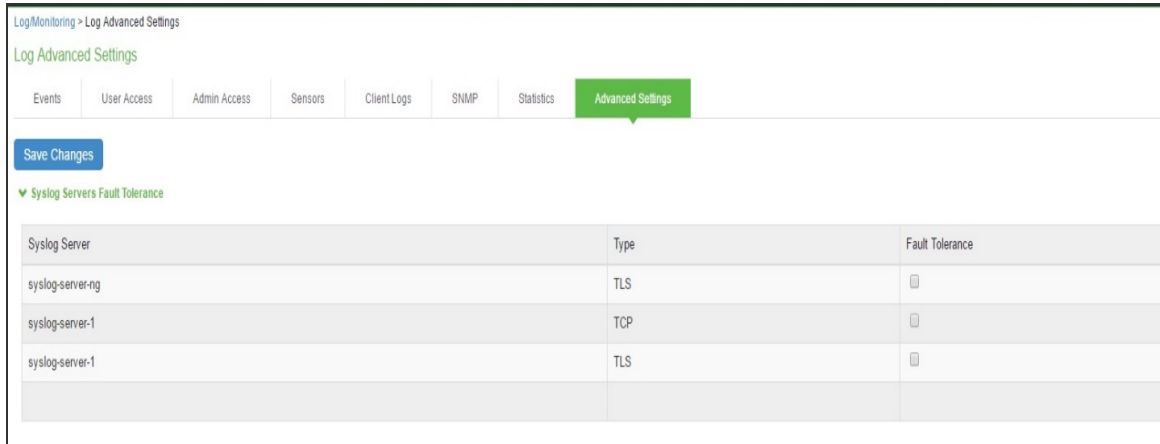 Log/Monitoring > Log Advanced Settings
Log Advanced Settings
Events User Access Admin Access Sensors Client Logs SNMP Statistics Advanced Settings
Save Changes
Syslog Servers Fault Tolerance
Syslog Server Type Fault Tolerance
syslog-server-ng TLS
syslog-server-1 TCP
syslog-server-1 TLS